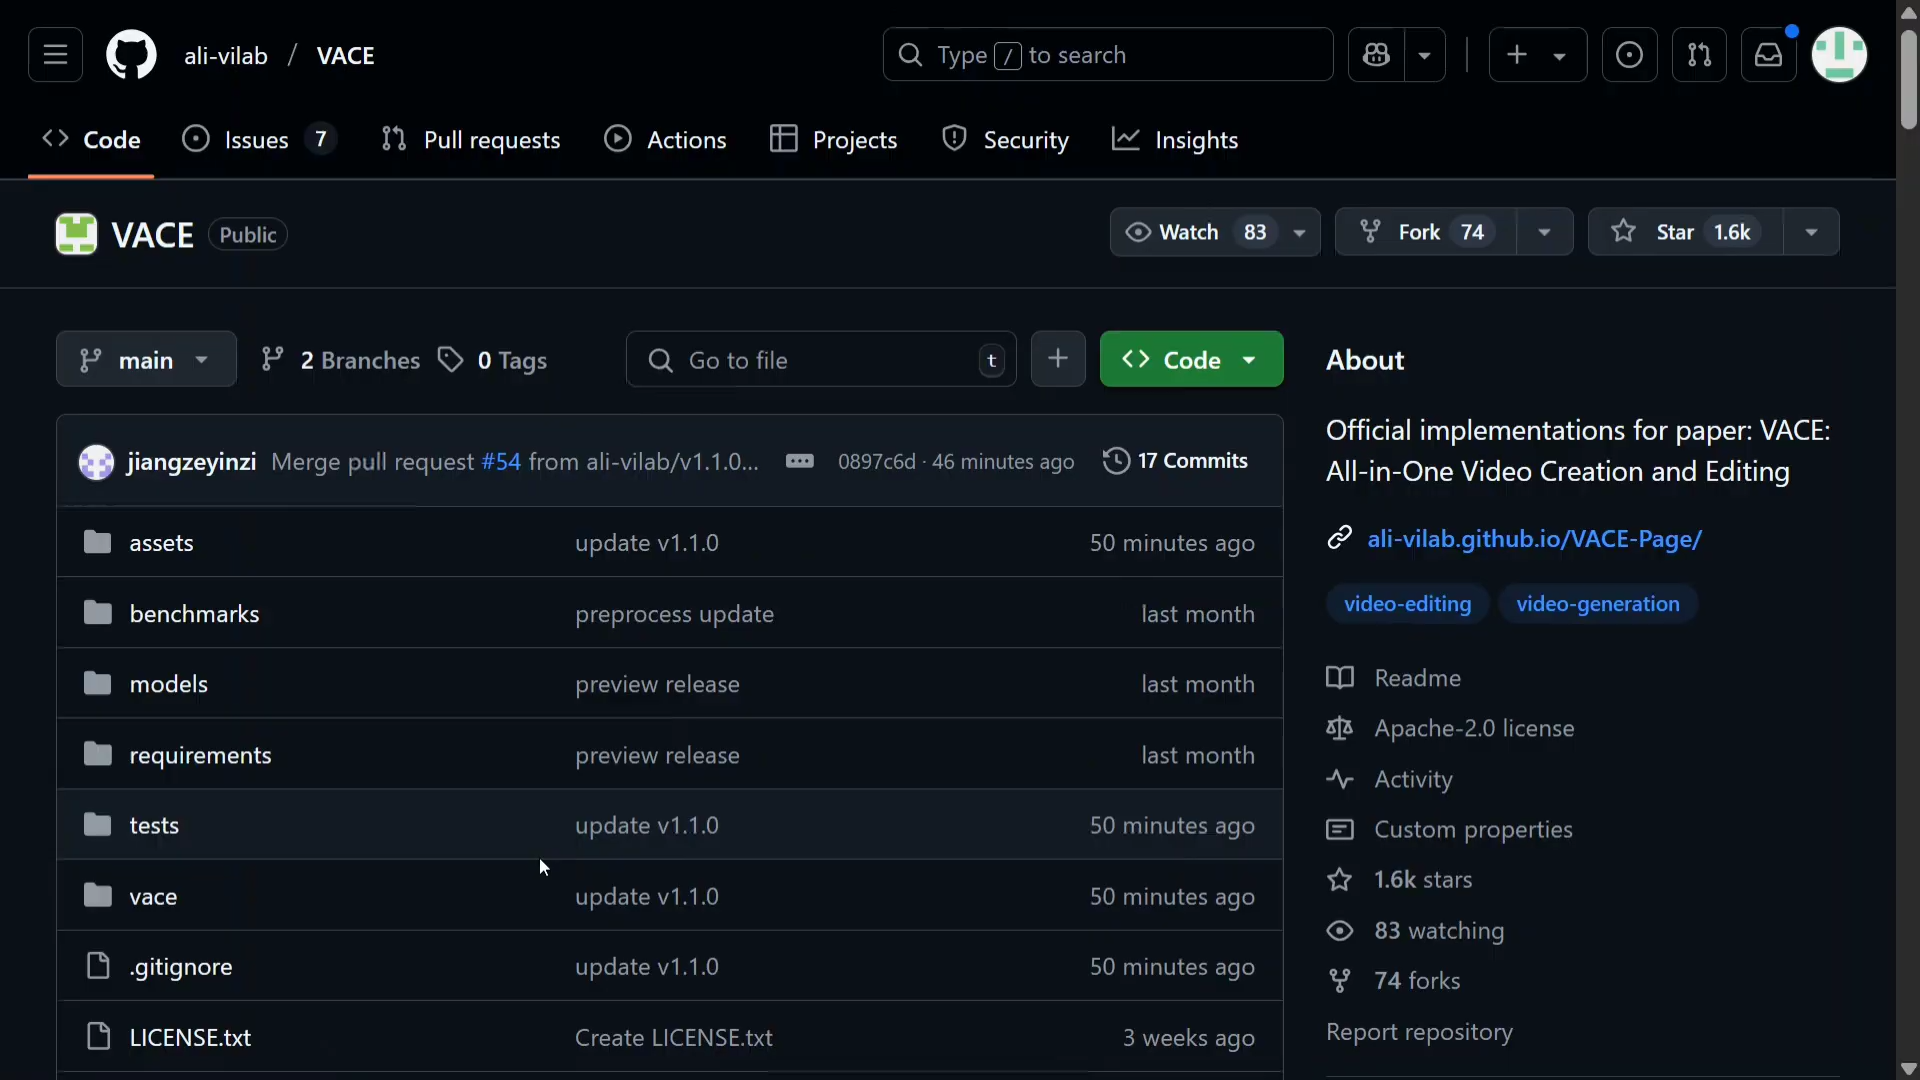 ali-vilab / VACE
Type / to search
Code
Issues 7
Pull requests
Actions
Projects
Security
Insights
VACE Public
Watch 83
Fork 74
Star 1.6k
main
2 Branches
0 Tags
Go to file t
Code
jiangzeyinzi Merge pull request #54 from ali-vilab/v1.1.0... 0897c6d · 46 minutes ago 17 Commits
assets update v1.1.0 50 minutes ago
benchmarks preprocess update last month
models preview release last month
requirements preview release last month
tests update v1.1.0 50 minutes ago
vace update v1.1.0 50 minutes ago
.gitignore update v1.1.0 50 minutes ago
LICENSE.txt Create LICENSE.txt 3 weeks ago
About
Official implementations for paper: VACE:
All-in-One Video Creation and Editing
ali-vilab.github.io/VACE-Page/
video-editing video-generation
Readme
Apache-2.0 license
Activity
Custom properties
1.6k stars
83 watching
74 forks
Report repository